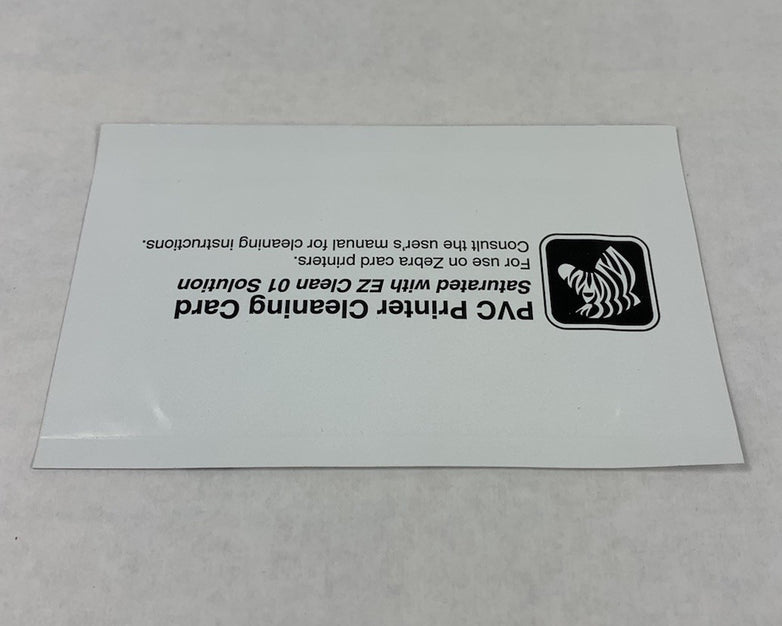 PVC Printer Cleaning Card
Saturated with EZ Clean 01 Solution
For use on Zebra card printers.
Consult the user's manual for cleaning instructions.